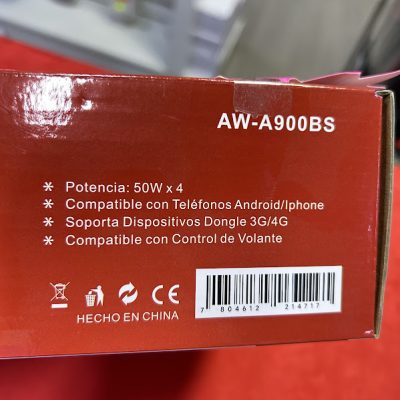 AW-A900BS
* Potencia: 50W x 4
* Compatible con Teléfonos Android/Iphone
* Soporta Dispositivos Dongle 3G/4G
* Compatible con Control de Volante
CE
HECHO EN CHINA
7 804612 214717